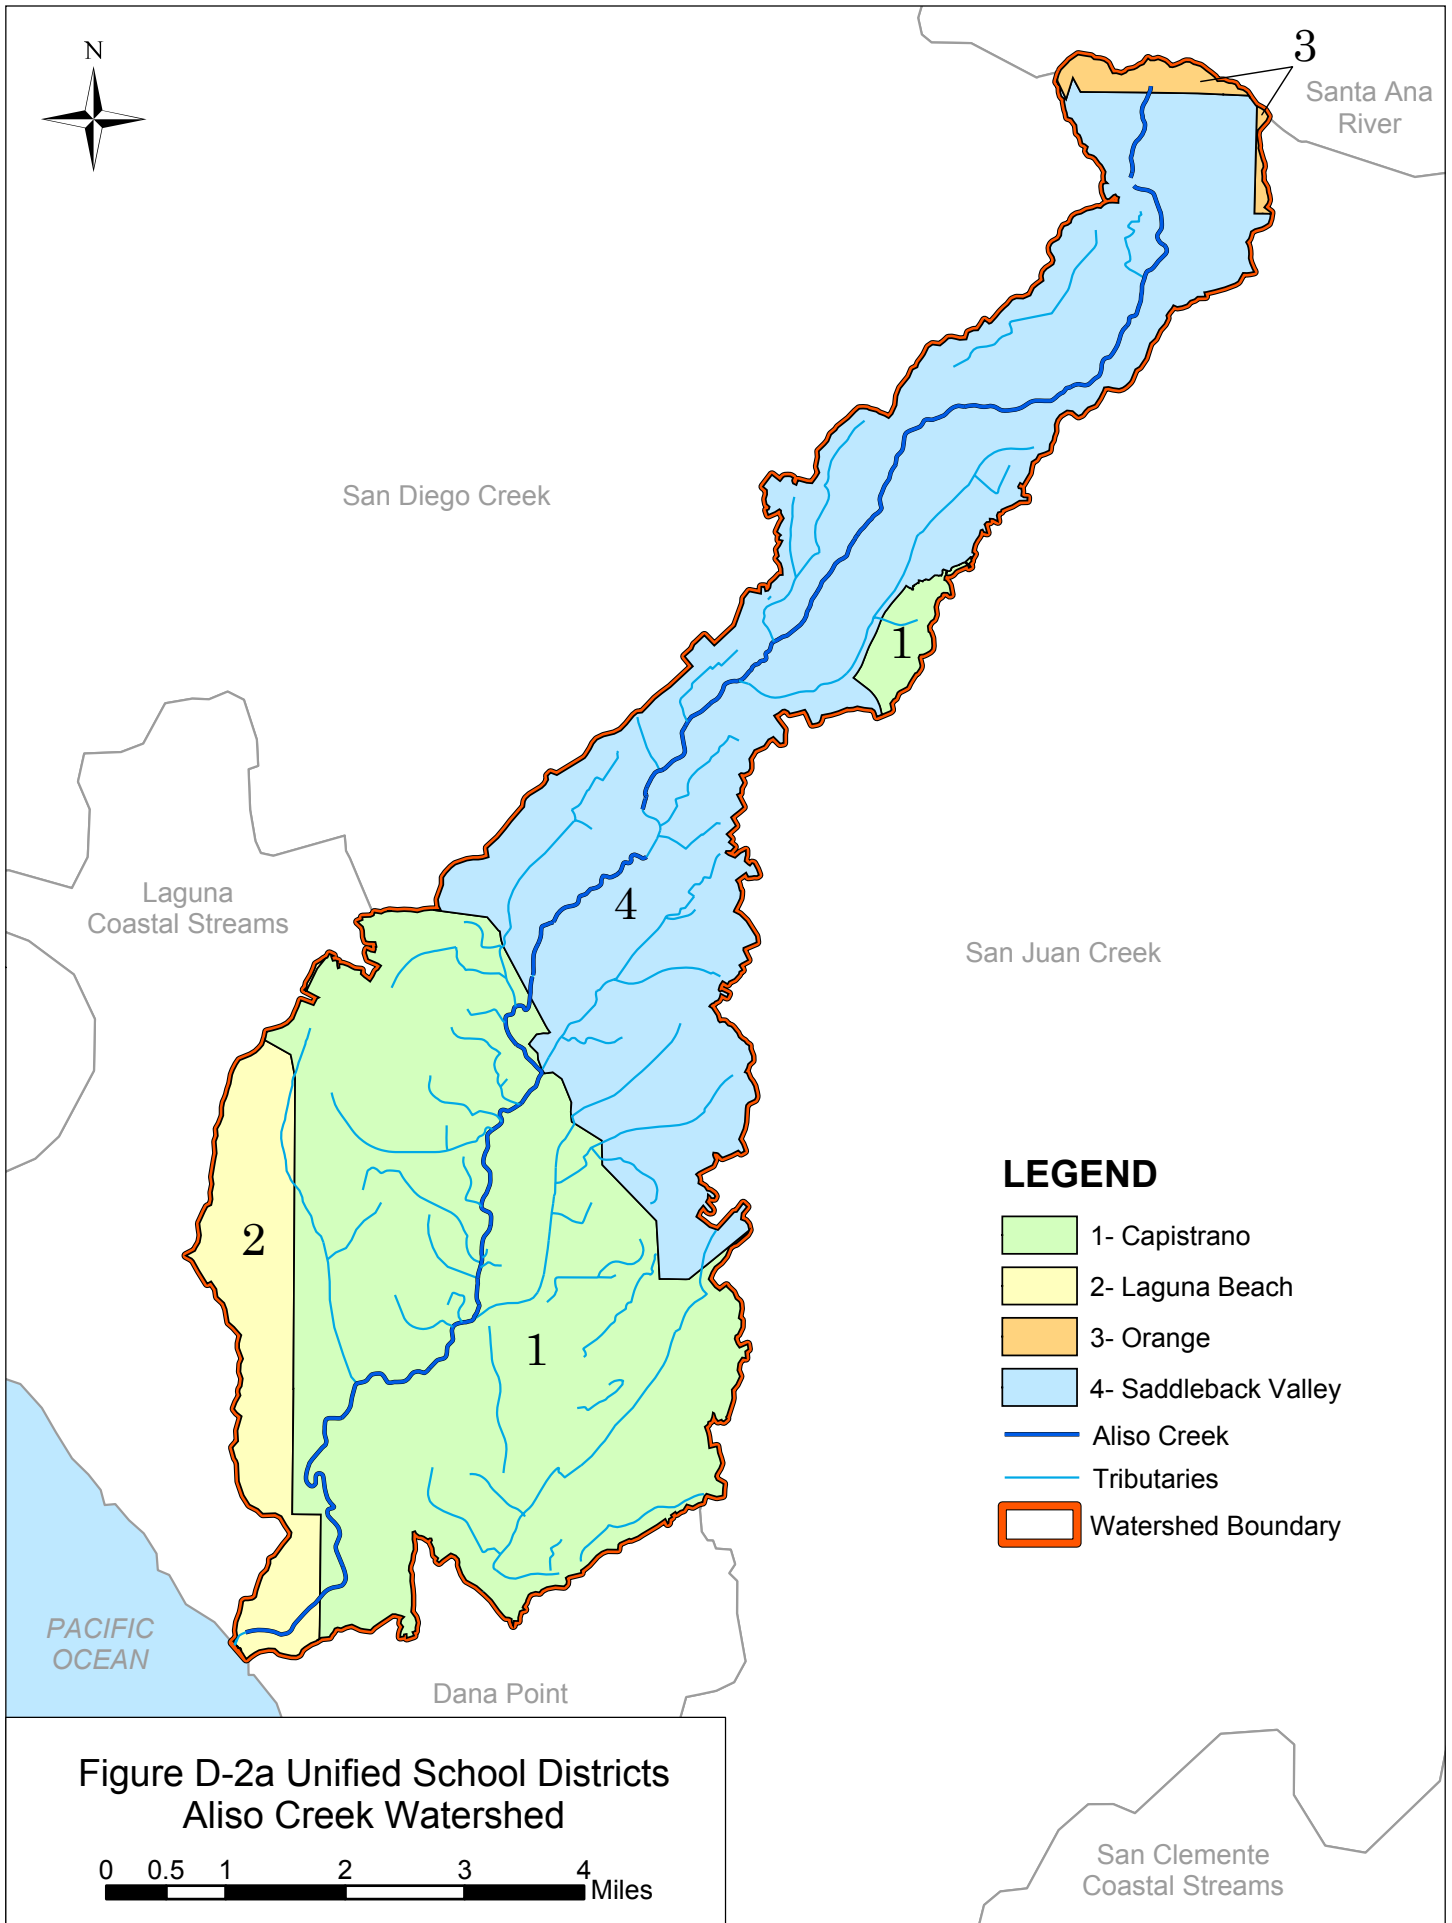 N
3
Santa Ana
River
San Diego Creek
1
Laguna
Coastal Streams
4
San Juan Creek
2
1
LEGEND
1- Capistrano
2- Laguna Beach
3- Orange
4- Saddleback Valley
Aliso Creek
Tributaries
Watershed Boundary
PACIFIC
OCEAN
Dana Point
Figure D-2a Unified School Districts
Aliso Creek Watershed
0 0.5 1 2 3 4
Miles
San Clemente
Coastal Streams